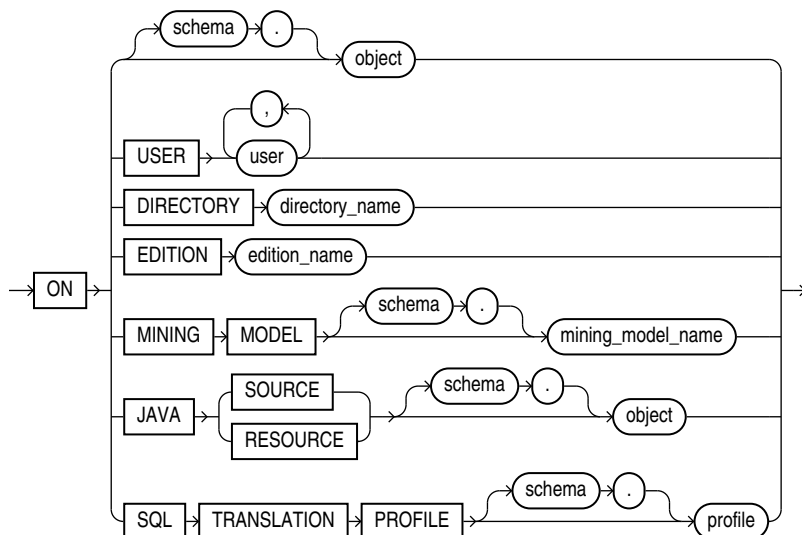 schema .
object
,
USER user
DIRECTORY directory_name
EDITION edition_name
ON
schema .
MINING MODEL mining_model_name
SOURCE schema .
JAVA object
RESOURCE
schema .
SQL TRANSLATION PROFILE profile